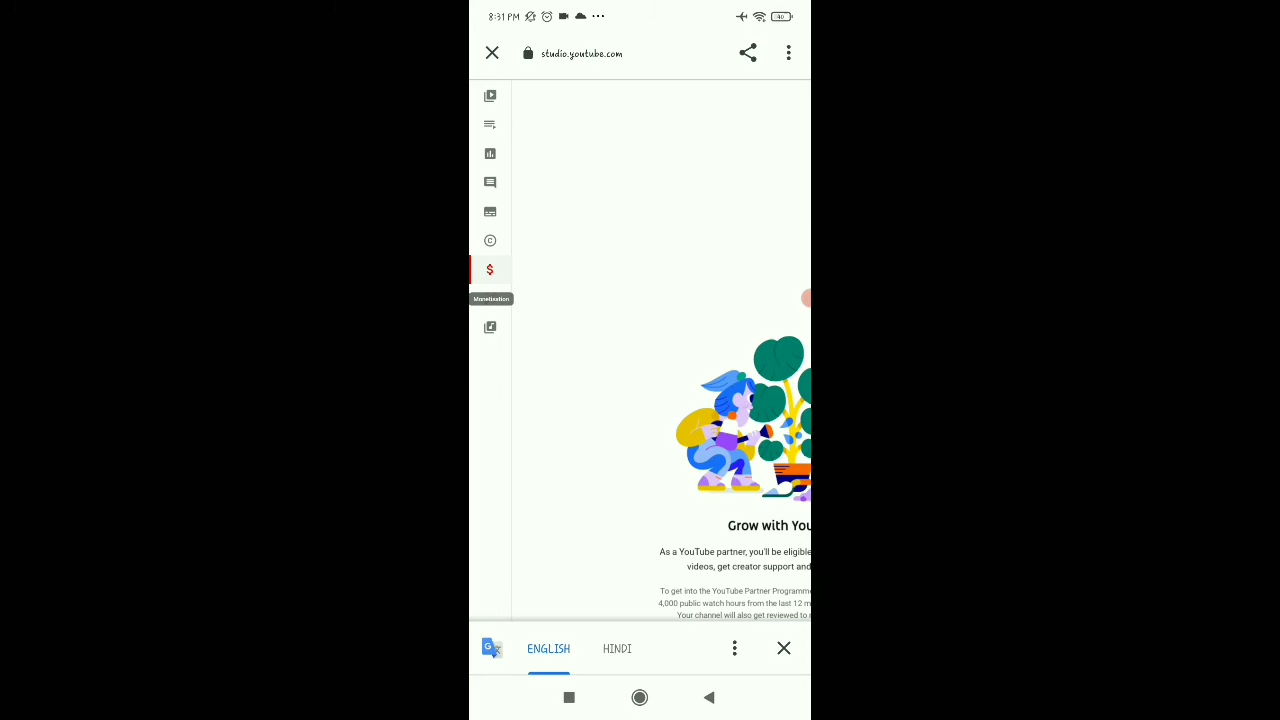 8:31 PM
40
studio.youtube.com
Monetisation
Grow with You
As a YouTube partner, you'll be eligible
videos, get creator support and
To get into the YouTube Partner Programme
4,000 public watch hours from the last 12 m
Your channel will also get reviewed to
ENGLISH HINDI